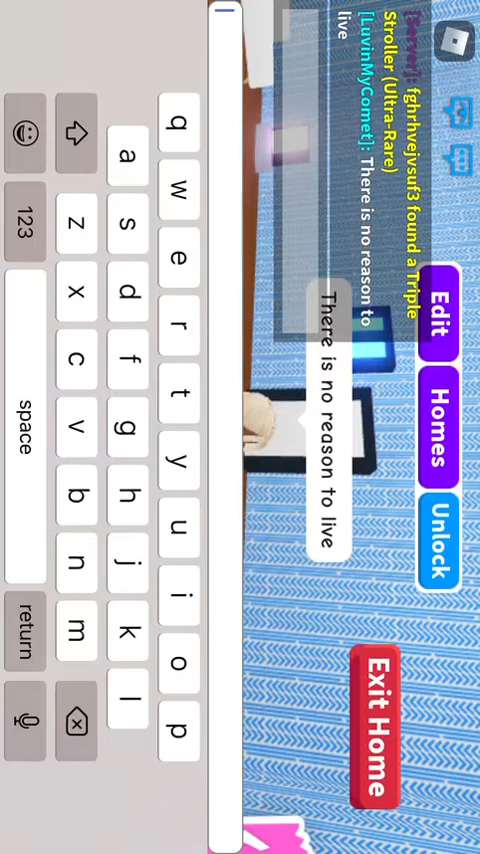 [Server]: fghrhvejvsuf3 found a Triple
Stroller (Ultra-Rare)
[LuvinMyComet]: There is no reason to
live
Edit
Homes
Unlock
There is no reason to live
Exit Home
q w e r t y u i o p
a s d f g h j k l
z x c v b n m
123
space
return